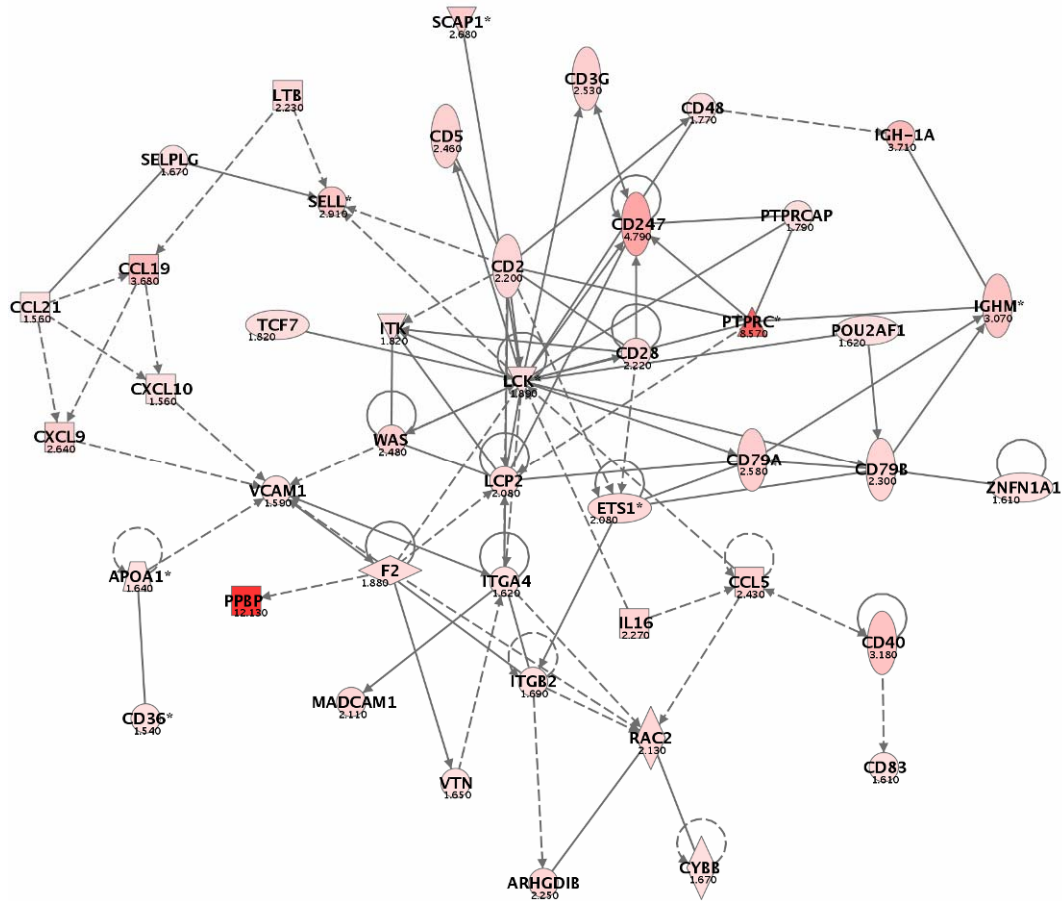 SCAP1*
2.680
CD3G
2.530
LTB
2.230
CD48
1.770
CD5
2.460
IGH-1A
3.710
SELPLG
1.670
SELL*
2.910
CD247
4.790
PTPRCAP
1.790
CD2
2.200
CCL19
3.680
CCL21
1.560
TCF7
1.820
ITK
1.820
PTPRC*
8.570
IGHM*
3.070
POU2AF1
1.620
CD28
2.220
LCK
1.890
CXCL10
1.560
CXCL9
2.640
WAS
2.480
CD79A
2.580
CD79B
2.300
LCP2
2.080
VCAM1
1.590
ZNFN1A1
1.610
ETS1*
2.080
APOA1*
1.640
F2
1.880
ITGA4
1.620
CCL5
2.430
PPBP
12.130
IL16
2.270
CD40
3.180
ITGB2
1.690
MADCAM1
2.110
CD36*
1.540
RAC2
2.130
CD83
1.610
VTN
1.650
CYBB
1.670
ARHGDIB
2.250